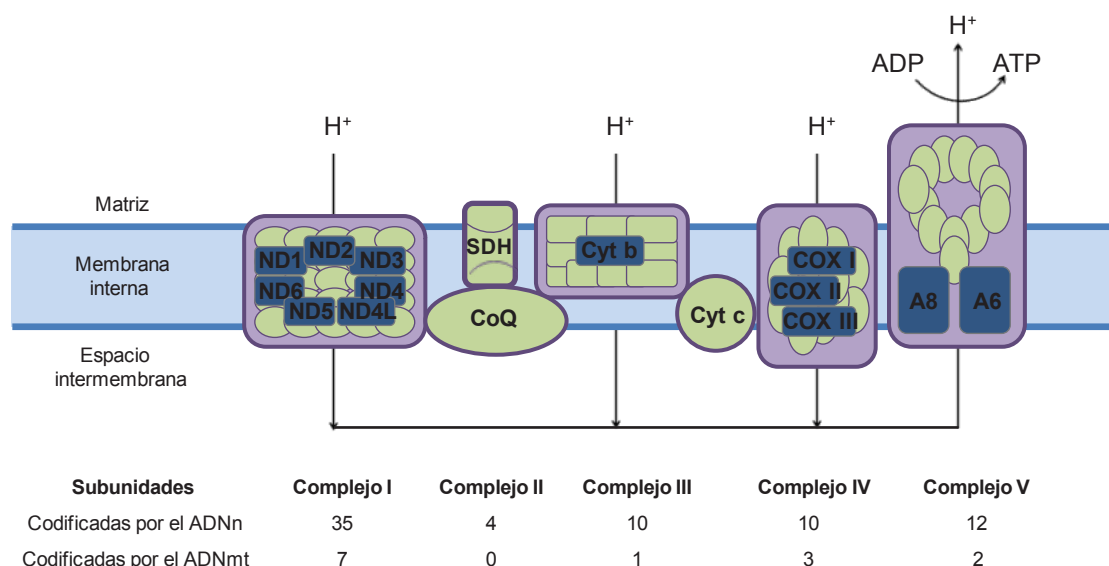 H⁺
ADP ATP
H⁺ H⁺ H⁺
Matriz
Membrana
interna
Espacio
intermembrana
ND1 ND2 ND3
ND6 ND4
ND5 ND4L
SDH
CoQ
Cyt b
Cyt c
COX I
COX II
COX III
A8 A6
Subunidades Complejo I Complejo II Complejo III Complejo IV Complejo V
Codificadas por el ADNn 35 4 10 10 12
Codificadas por el ADNmt 7 0 1 3 2